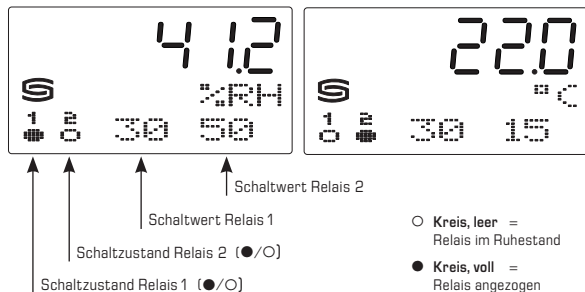 41.2
%RH
1 2 30 50
22.0
°C
1 2 30 15
Schaltwert Relais 2
Schaltwert Relais 1
Schaltzustand Relais 2 (●/○)
Schaltzustand Relais 1 (●/○)
○ Kreis, leer =
Relais im Ruhestand
● Kreis, voll =
Relais angezogen